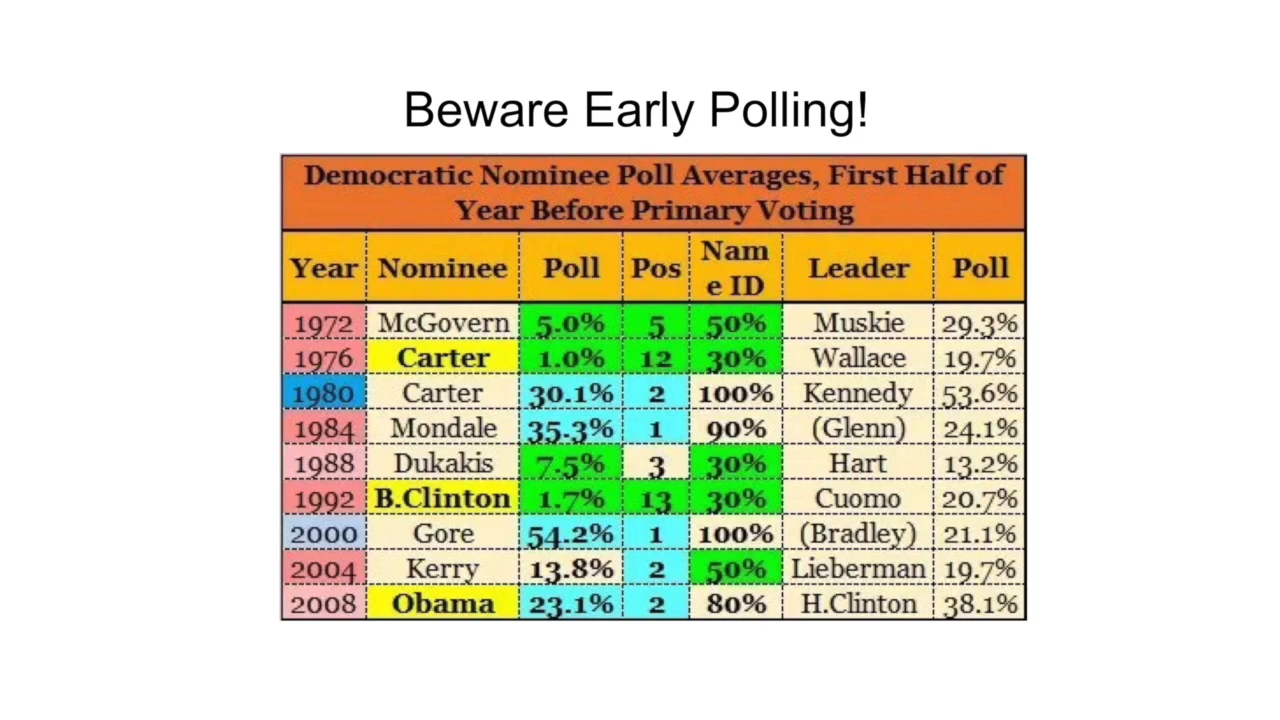 Beware Early Polling!
Democratic Nominee Poll Averages, First Half of
Year Before Primary Voting
Year Nominee Poll Pos Nam e ID Leader Poll
1972 McGovern 5.0% 5 50% Muskie 29.3%
1976 Carter 1.0% 12 30% Wallace 19.7%
1980 Carter 30.1% 2 100% Kennedy 53.6%
1984 Mondale 35.3% 1 90% (Glenn) 24.1%
1988 Dukakis 7.5% 3 30% Hart 13.2%
1992 B.Clinton 1.7% 13 30% Cuomo 20.7%
2000 Gore 54.2% 1 100% (Bradley) 21.1%
2004 Kerry 13.8% 2 50% Lieberman 19.7%
2008 Obama 23.1% 2 80% H.Clinton 38.1%